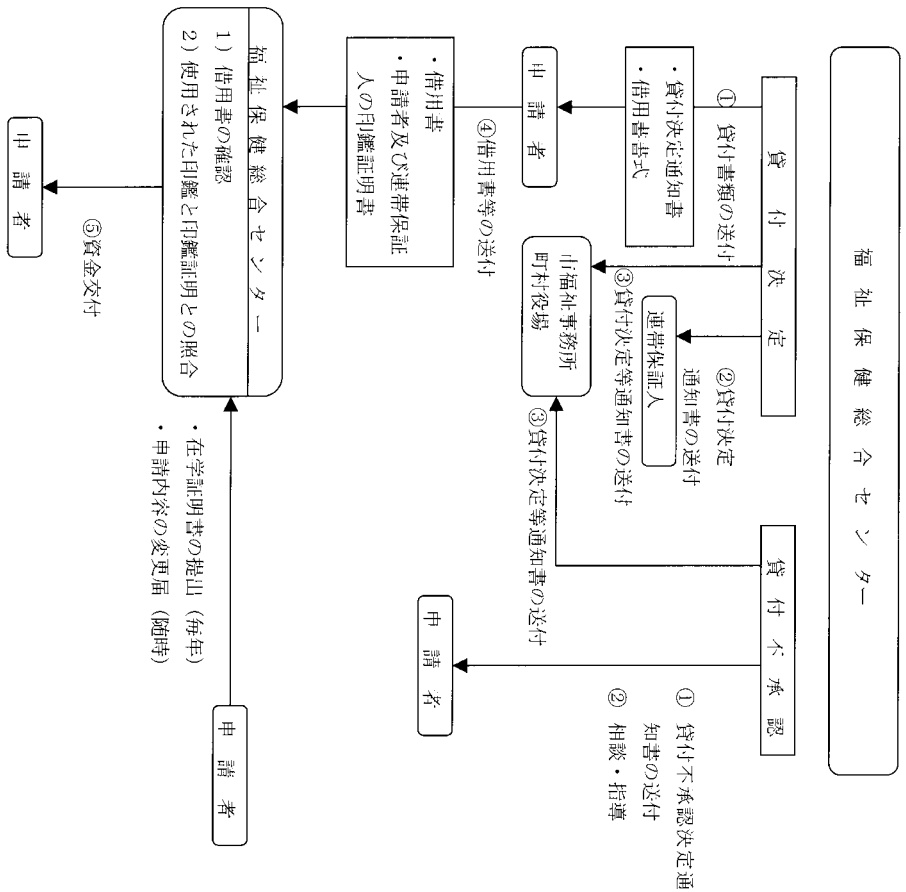 福祉保健総合センター
貸付決定
① 貸付書類の送付
・貸付決定通知書
・借用書書式
申請者
④借用書等の送付
・借用書
・申請者及び連帯保証
人の印鑑証明書
福祉保健総合センター
1）借用書の確認
2）使用された印鑑と印鑑証明との照合
⑤資金交付
申請者
②貸付決定
通知書の送付
連帯保証人
③貸付決定等通知書の送付
市福祉事務所
町村役場
貸付不承認
③貸付決定等通知書の送付
① 貸付不承認決定通
知書の送付
② 相談・指導
申請者
・在学証明書の提出（毎年）
・申請内容の変更届（随時）
申請者